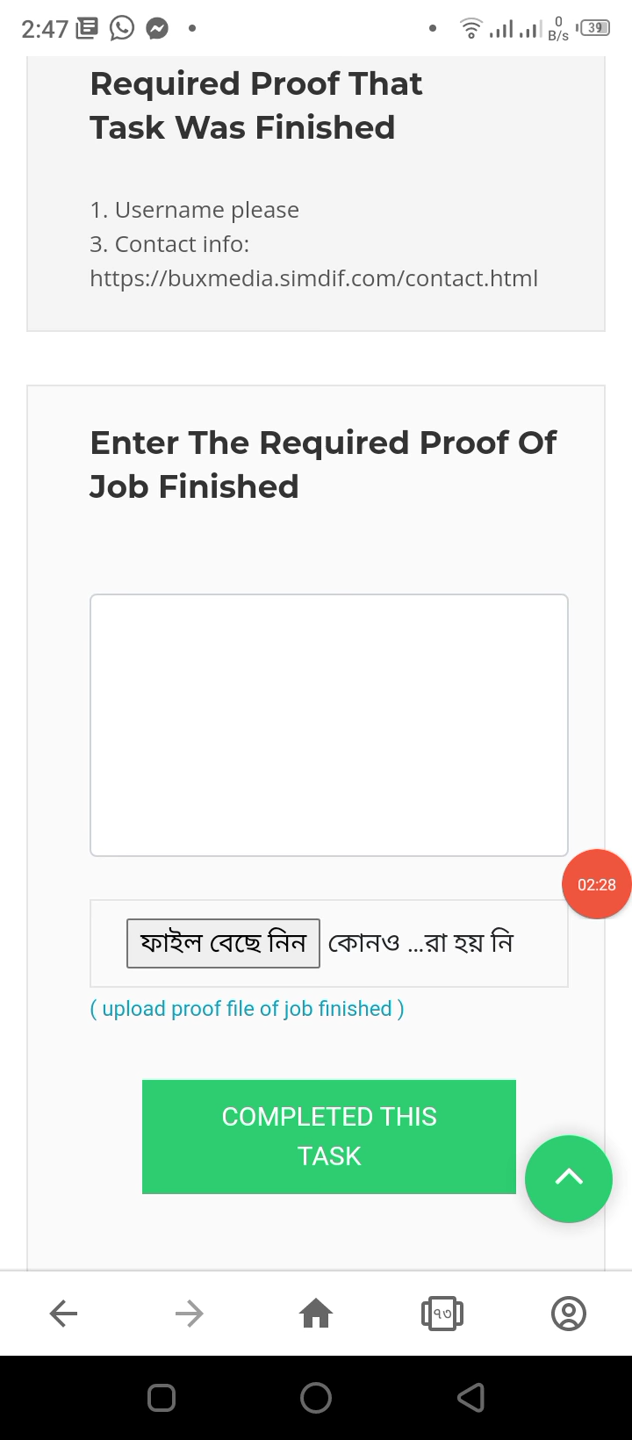 2:47
0
B/s
39
Required Proof That
Task Was Finished
1. Username please
3. Contact info:
https://buxmedia.simdif.com/contact.html
Enter The Required Proof Of
Job Finished
02:28
ফাইল বেছে নিন কোনও ...রা হয় নি
( upload proof file of job finished )
COMPLETED THIS
TASK
৭৩